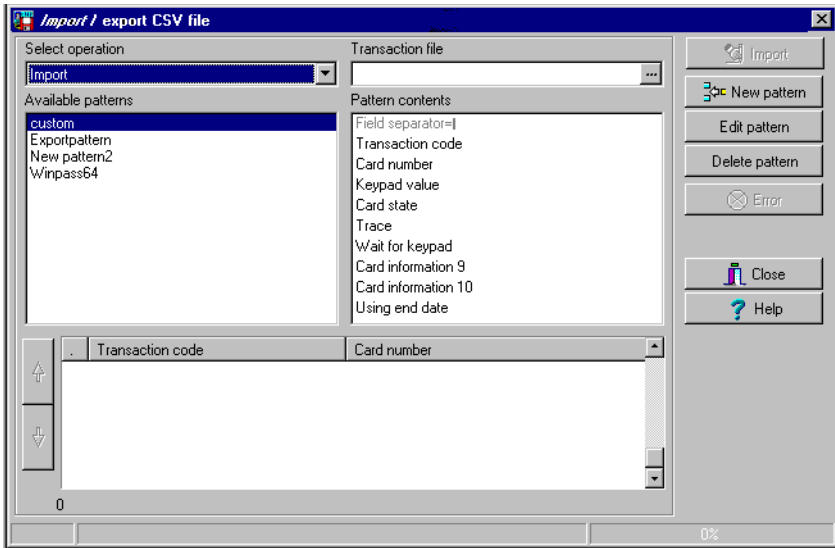 Import / export CSV file
Select operation
Import
Transaction file
...
Available patterns
custom
Exportpattern
New pattern2
Winpass64
Pattern contents
Field separator=|
Transaction code
Card number
Keypad value
Card state
Trace
Wait for keypad
Card information 9
Card information 10
Using end date
Import
New pattern
Edit pattern
Delete pattern
Error
Close
Help
. Transaction code Card number
0
0%